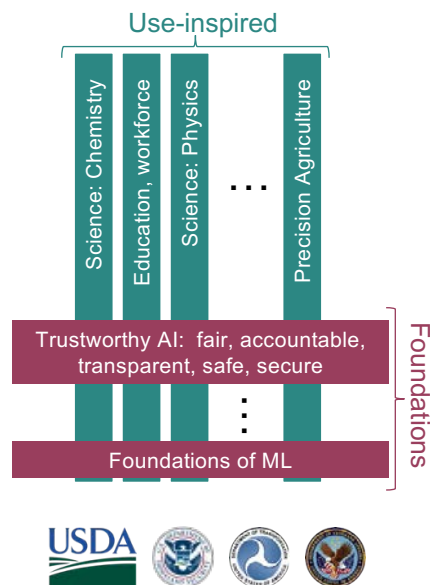 Use-inspired
Science: Chemistry
Education, workforce
Science: Physics
...
Precision Agriculture
Trustworthy AI: fair, accountable,
transparent, safe, secure
Foundations of ML
Foundations
USDA